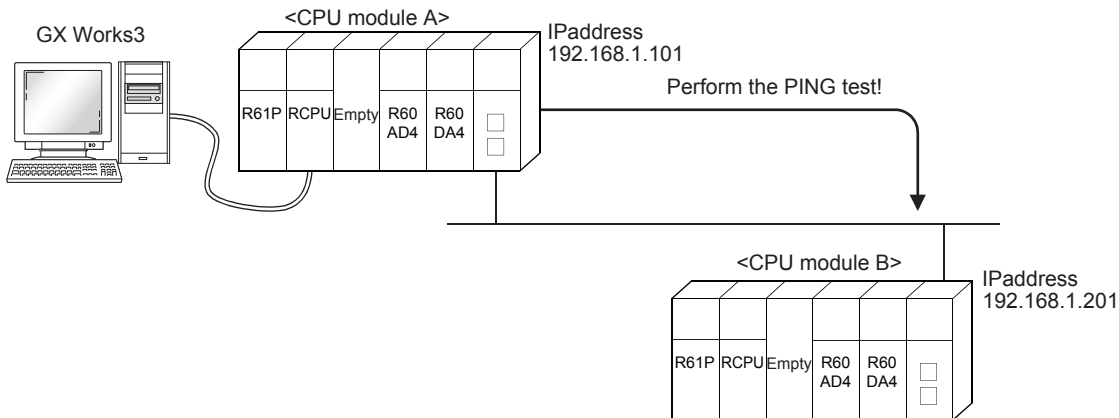 <CPU module A>
GX Works3
IPaddress
192.168.1.101
Perform the PING test!
R61P RCPU Empty R60 AD4 R60 DA4
<CPU module B>
IPaddress
192.168.1.201
R61P RCPU Empty R60 AD4 R60 DA4